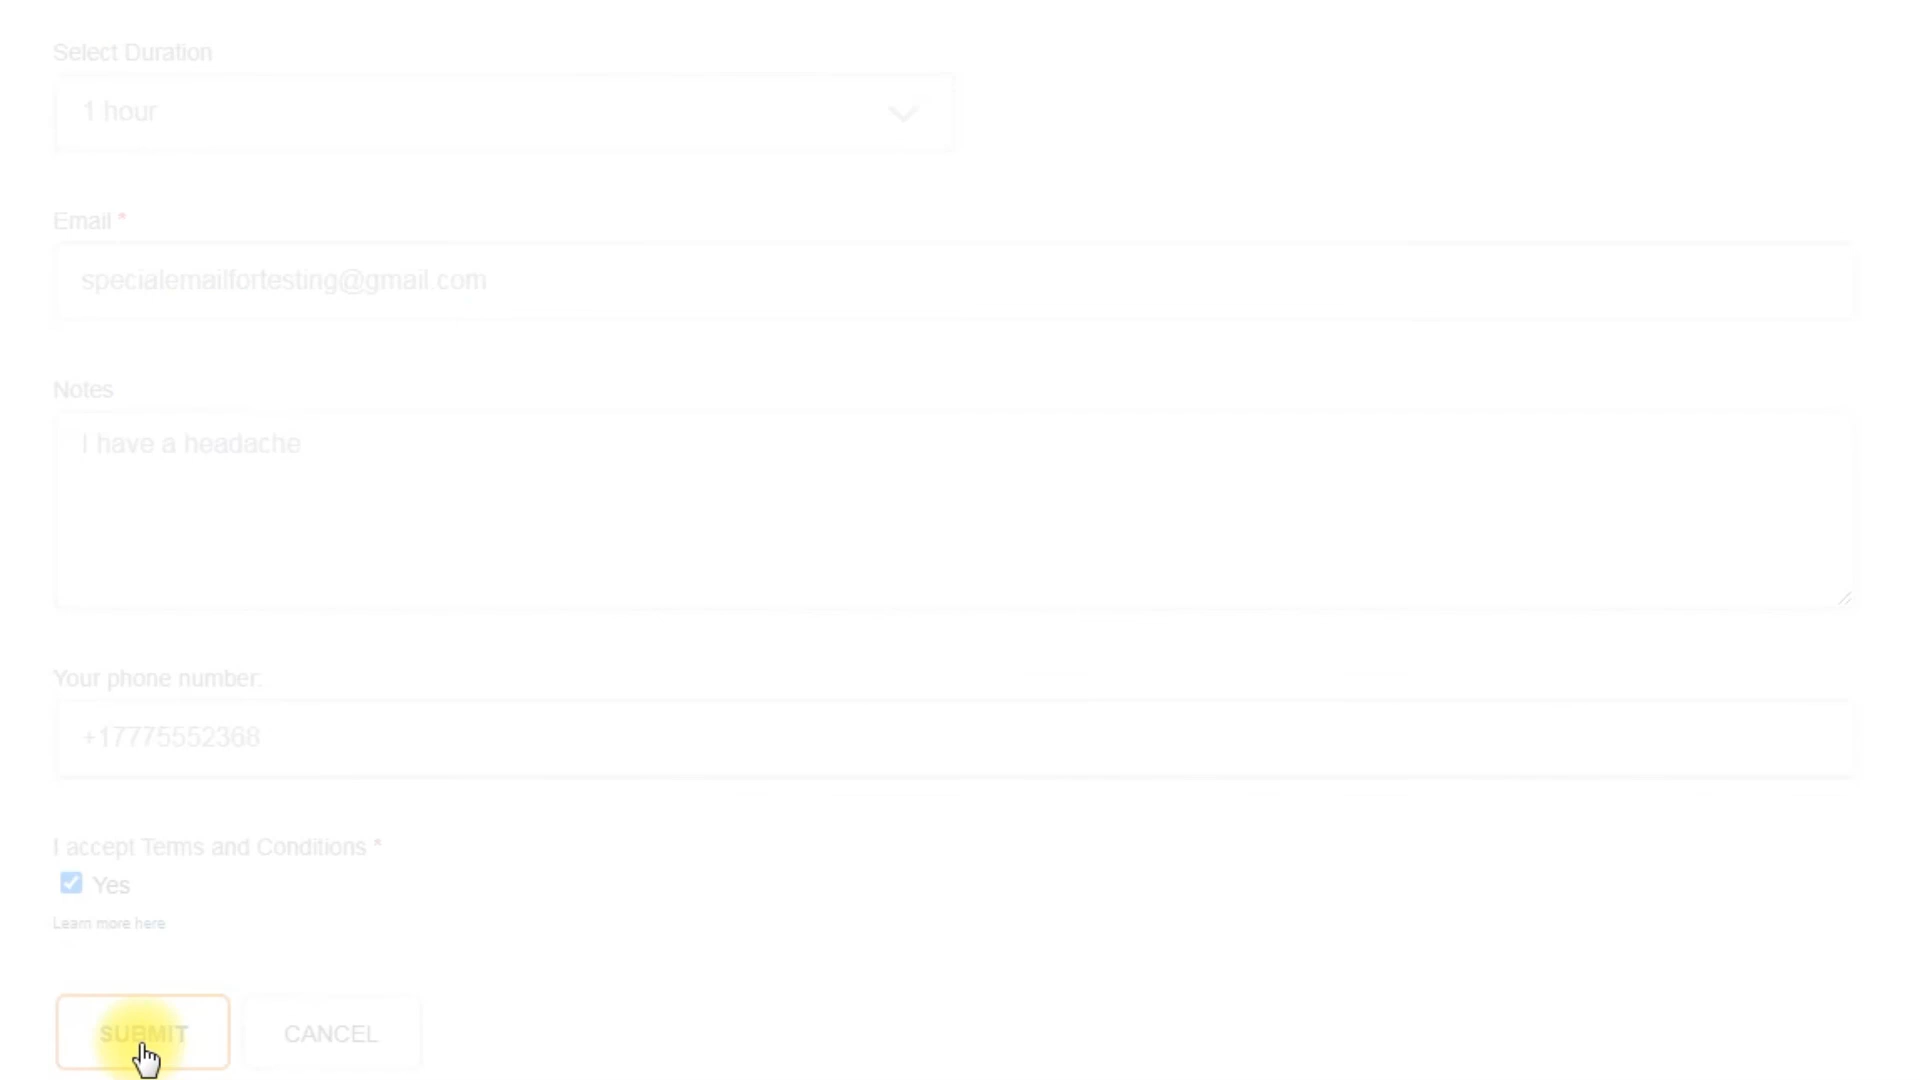 Select Duration
1 hour
Email *
specialemailfortesting@gmail.com
Notes
I have a headache
Your phone number:
+17775552368
I accept Terms and Conditions *
Yes
Learn more here
SUBMIT CANCEL